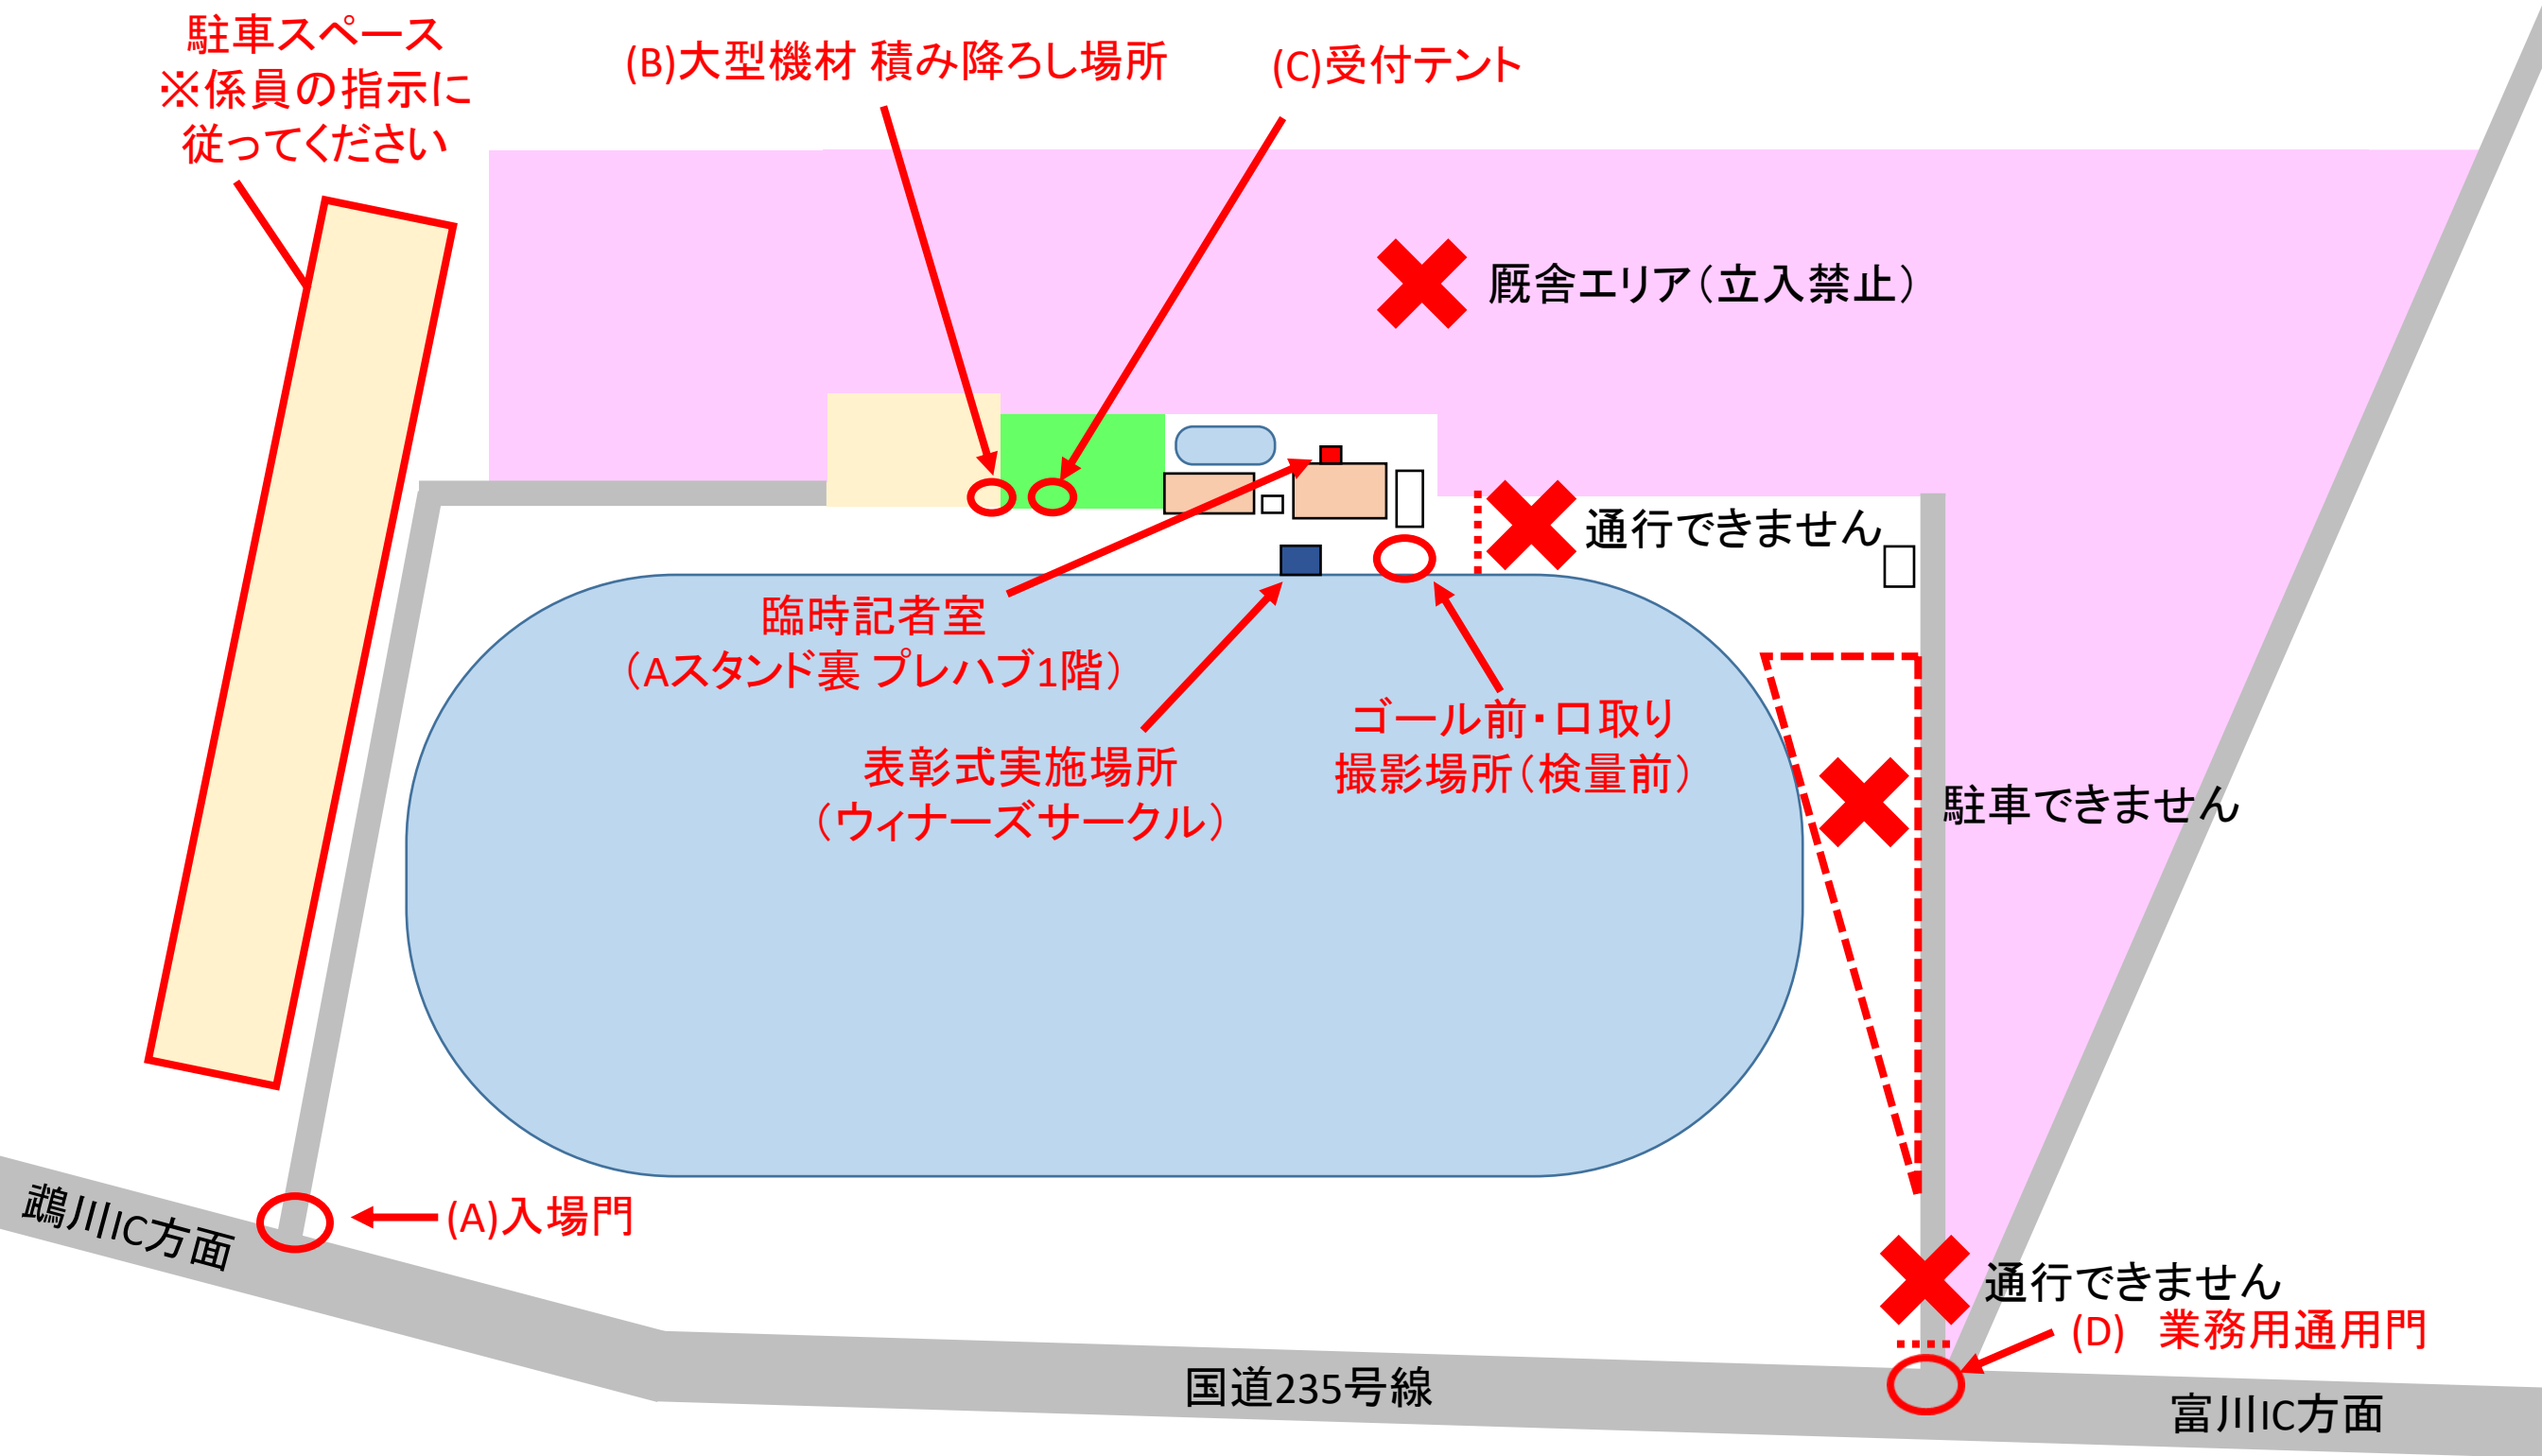 駐車スペース
※係員の指示に
従ってください
(B)大型機材 積み降ろし場所
(C)受付テント
厩舎エリア（立入禁止）
通行できません
臨時記者室
（Aスタンド裏 プレハブ1階）
表彰式実施場所
（ウィナーズサークル）
ゴール前・口取り
撮影場所（検量前）
駐車できません
鵡川IC方面
(A)入場門
通行できません
(D)　業務用通用門
国道235号線
富川IC方面